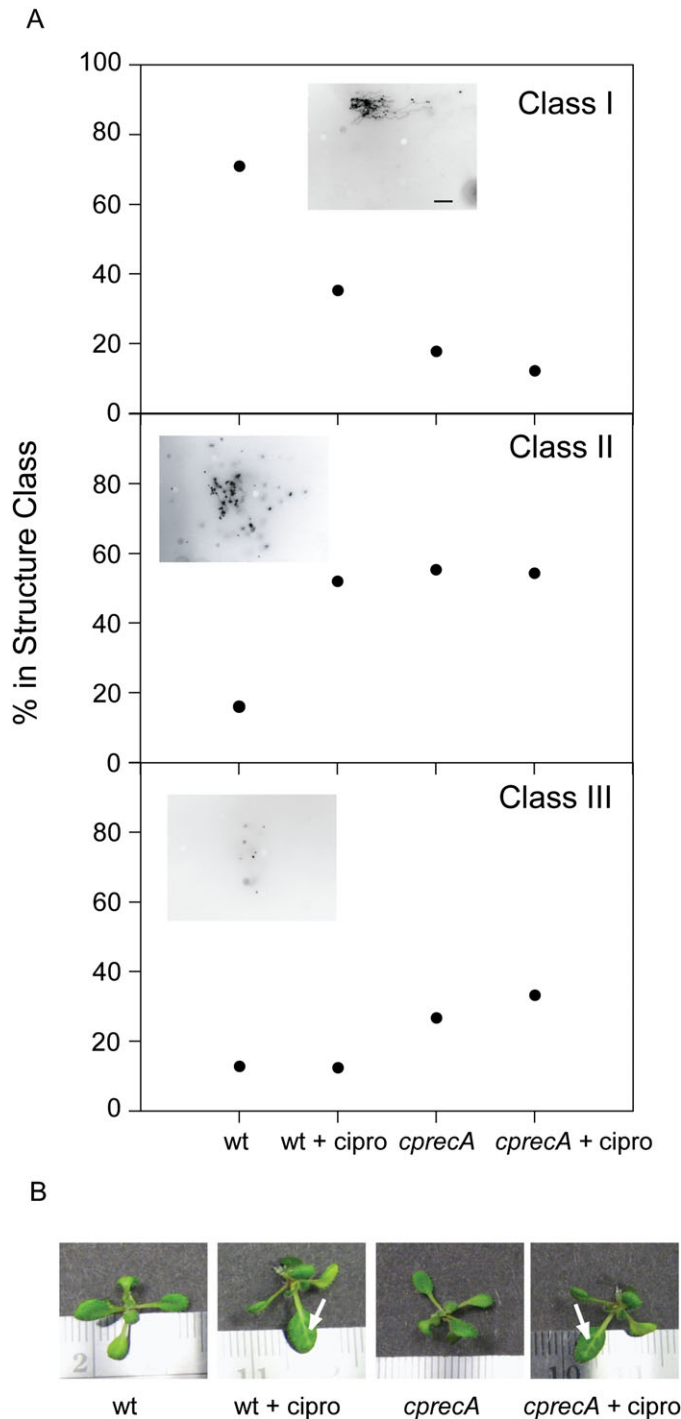 A
100
Class I
80
60
40
20
0
Class II
80
60
40
20
0
% in Structure Class
Class III
80
60
40
20
0
wt wt + cipro cprecA cprecA + cipro
B
2 11 10
wt wt + cipro cprecA cprecA + cipro